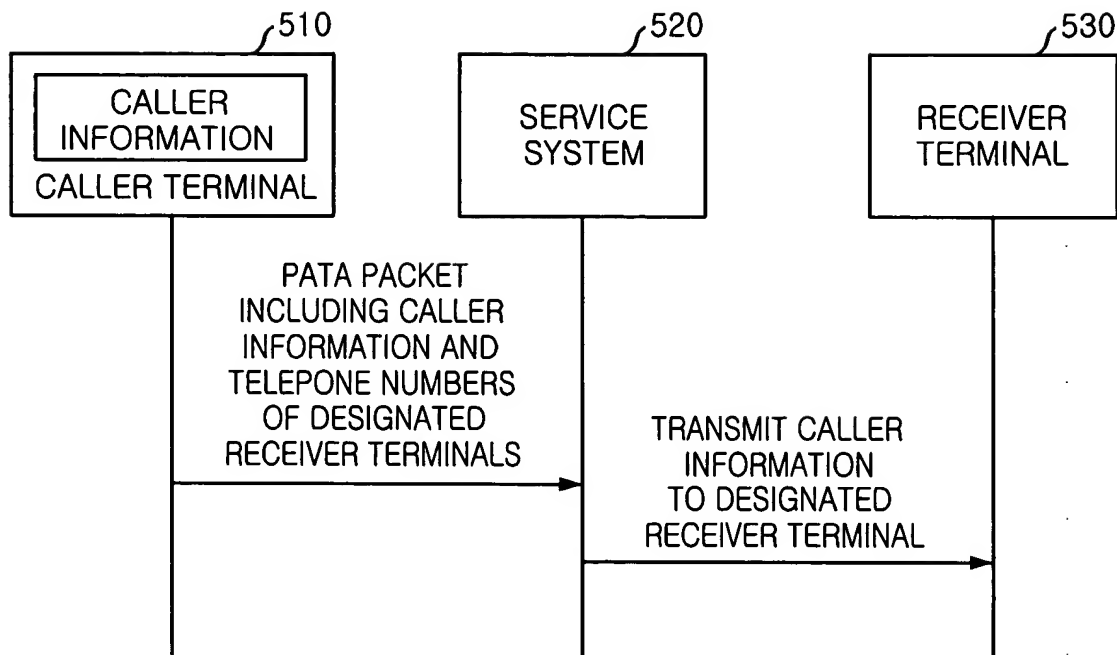 510
520
530
CALLER
INFORMATION
CALLER TERMINAL
SERVICE
SYSTEM
RECEIVER
TERMINAL
PATA PACKET
INCLUDING CALLER
INFORMATION AND
TELEPONE NUMBERS
OF DESIGNATED
RECEIVER TERMINALS
TRANSMIT CALLER
INFORMATION
TO DESIGNATED
RECEIVER TERMINAL